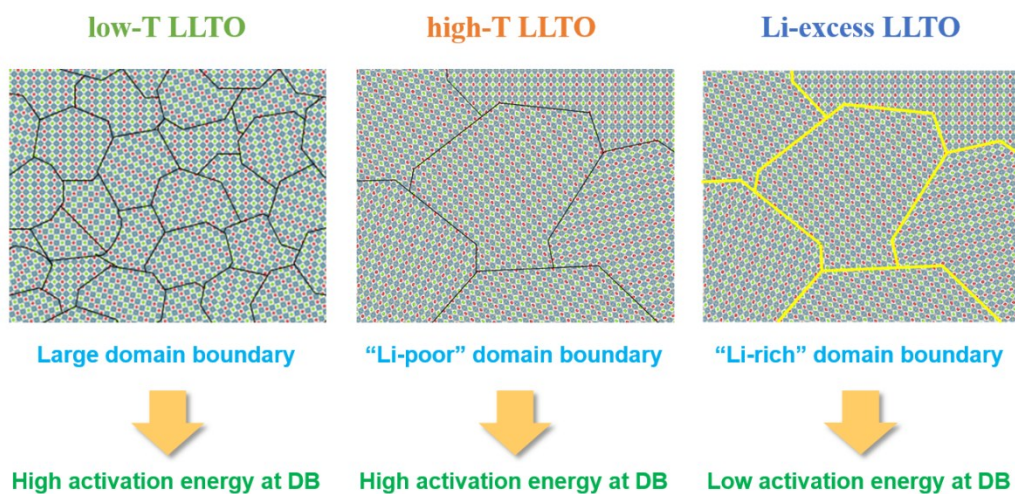 low-T LLTO
high-T LLTO
Li-excess LLTO
Large domain boundary
“Li-poor” domain boundary
“Li-rich” domain boundary
High activation energy at DB
High activation energy at DB
Low activation energy at DB